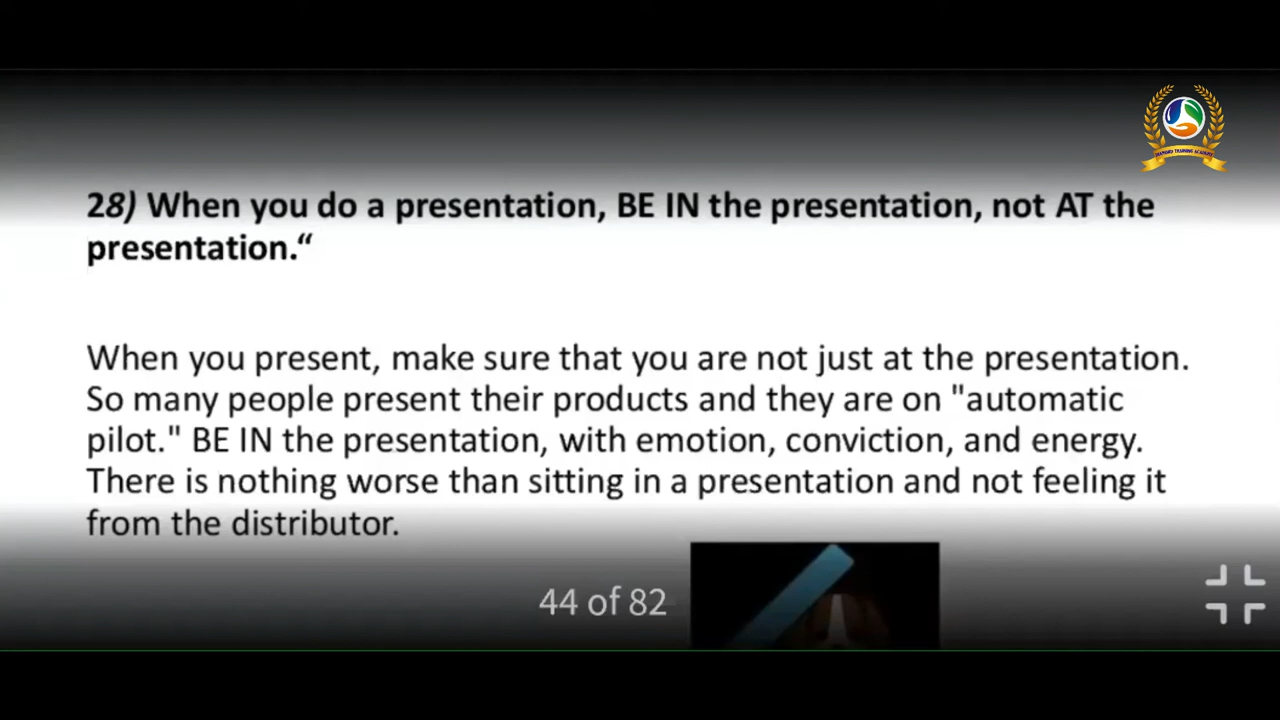 28) When you do a presentation, BE IN the presentation, not AT the
presentation.“
When you present, make sure that you are not just at the presentation.
So many people present their products and they are on "automatic
pilot." BE IN the presentation, with emotion, conviction, and energy.
There is nothing worse than sitting in a presentation and not feeling it
from the distributor.
44 of 82